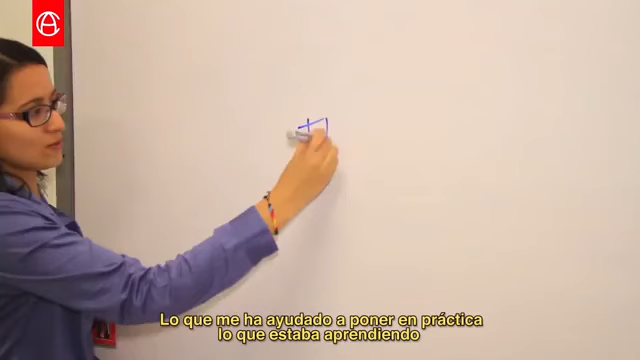 Lo que me ha ayudado a poner en práctica
lo que estaba aprendiendo